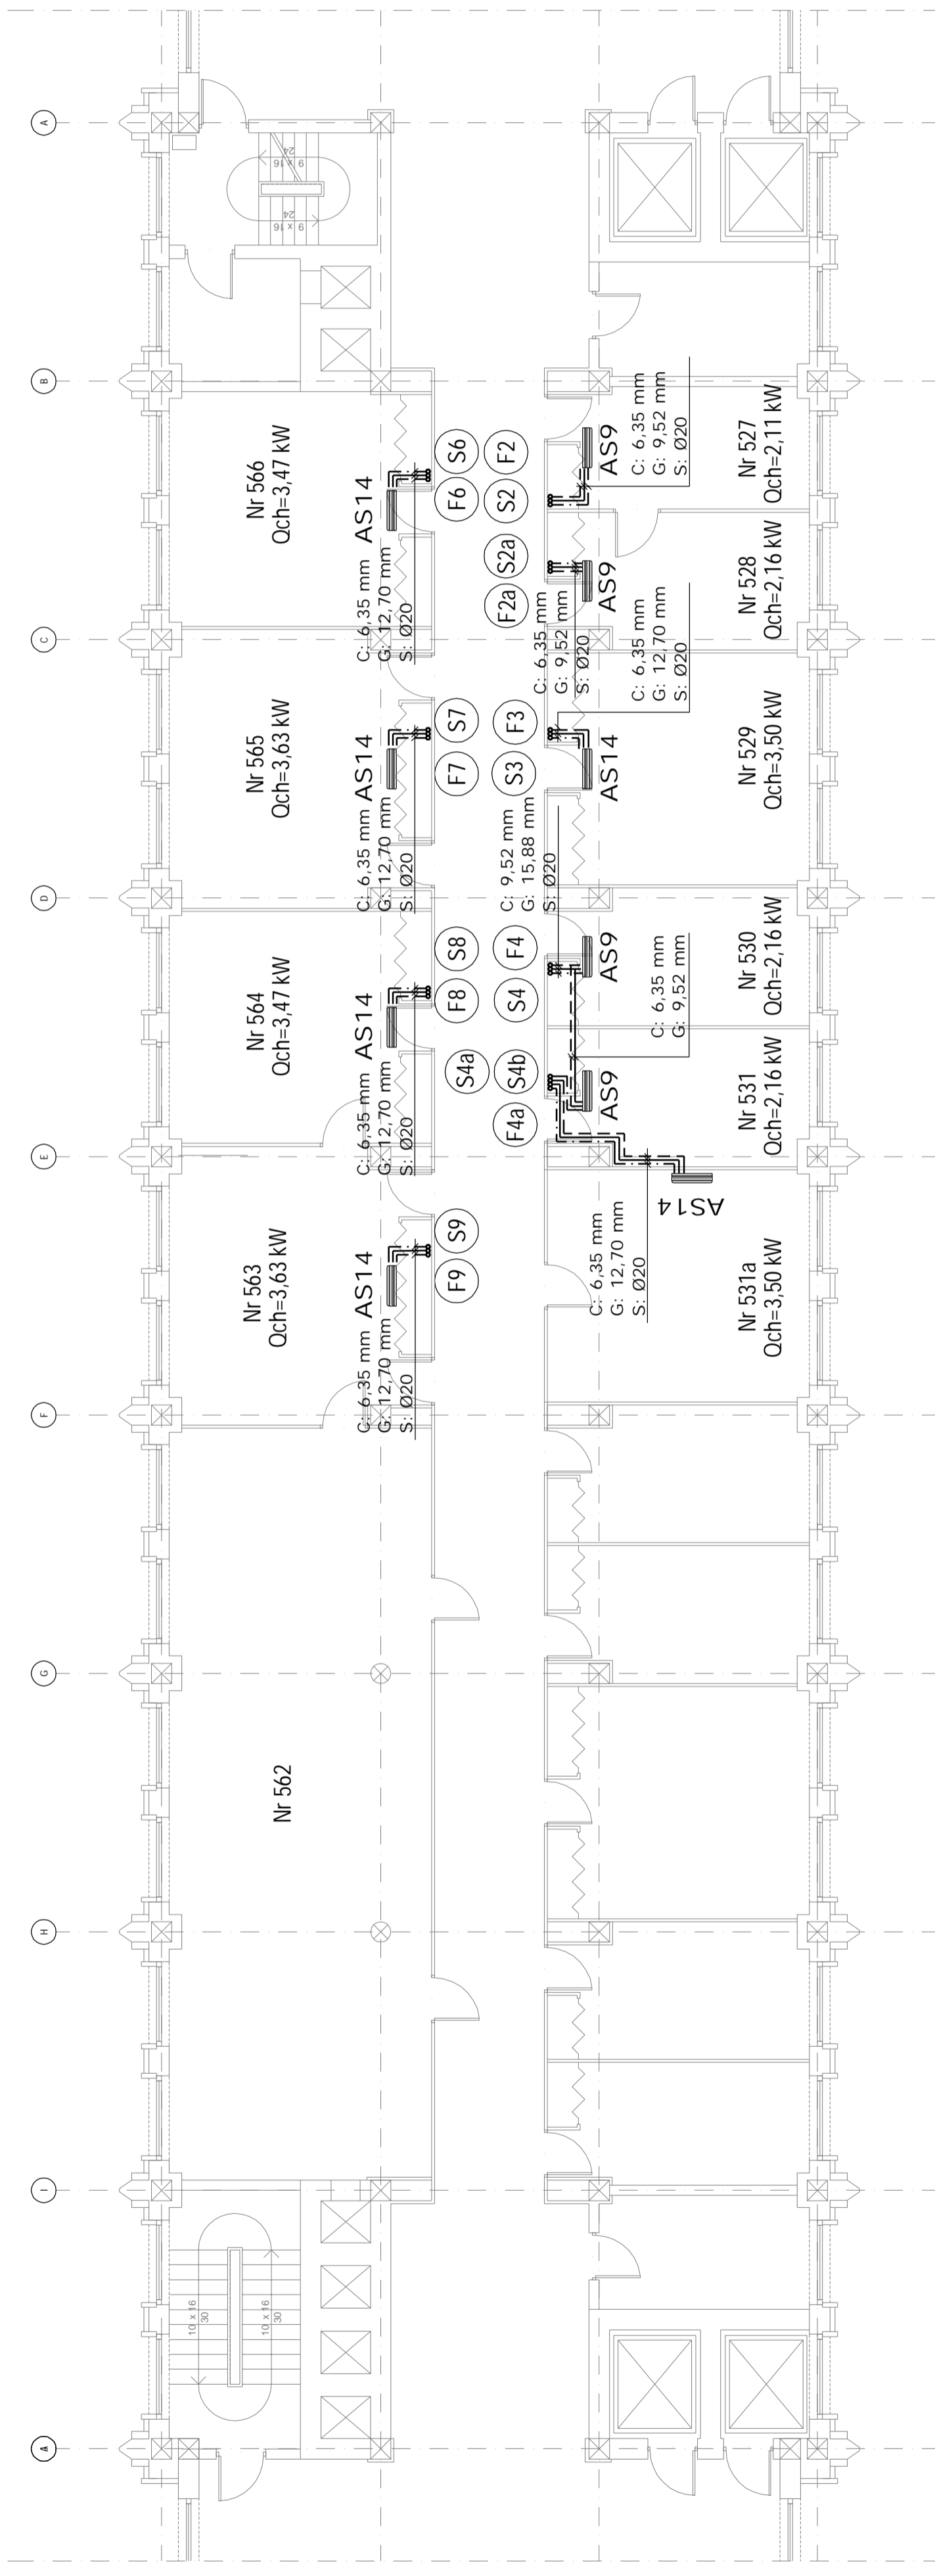 A
B
C
D
E
F
G
H
I
A
9 x 16
24
9 x 16
24
Nr 566
Qch=3,47 kW
AS14
C: 6,35 mm
G: 12,70 mm
S: Ø20
F6
S6
S2
F2
AS9
C: 6,35 mm
G: 9,52 mm
S: Ø20
Nr 527
Qch=2,11 kW
F2a
S2a
AS9
C: 6,35 mm
G: 9,52 mm
S: Ø20
Nr 528
Qch=2,16 kW
Nr 565
Qch=3,63 kW
AS14
C: 6,35 mm
G: 12,70 mm
S: Ø20
F7
S7
S3
F3
AS14
C: 6,35 mm
G: 12,70 mm
S: Ø20
Nr 529
Qch=3,50 kW
Nr 564
Qch=3,47 kW
AS14
C: 6,35 mm
G: 12,70 mm
S: Ø20
F8
S8
S4
F4
C: 9,52 mm
G: 15,88 mm
S: Ø20
AS9
Nr 530
Qch=2,16 kW
S4a
F4a
S4b
AS9
C: 6,35 mm
G: 9,52 mm
Nr 531
Qch=2,16 kW
Nr 563
Qch=3,63 kW
AS14
C: 6,35 mm
G: 12,70 mm
S: Ø20
F9
S9
AS14
C: 6,35 mm
G: 12,70 mm
S: Ø20
Nr 531a
Qch=3,50 kW
Nr 562
10 x 16
30
10 x 16
30